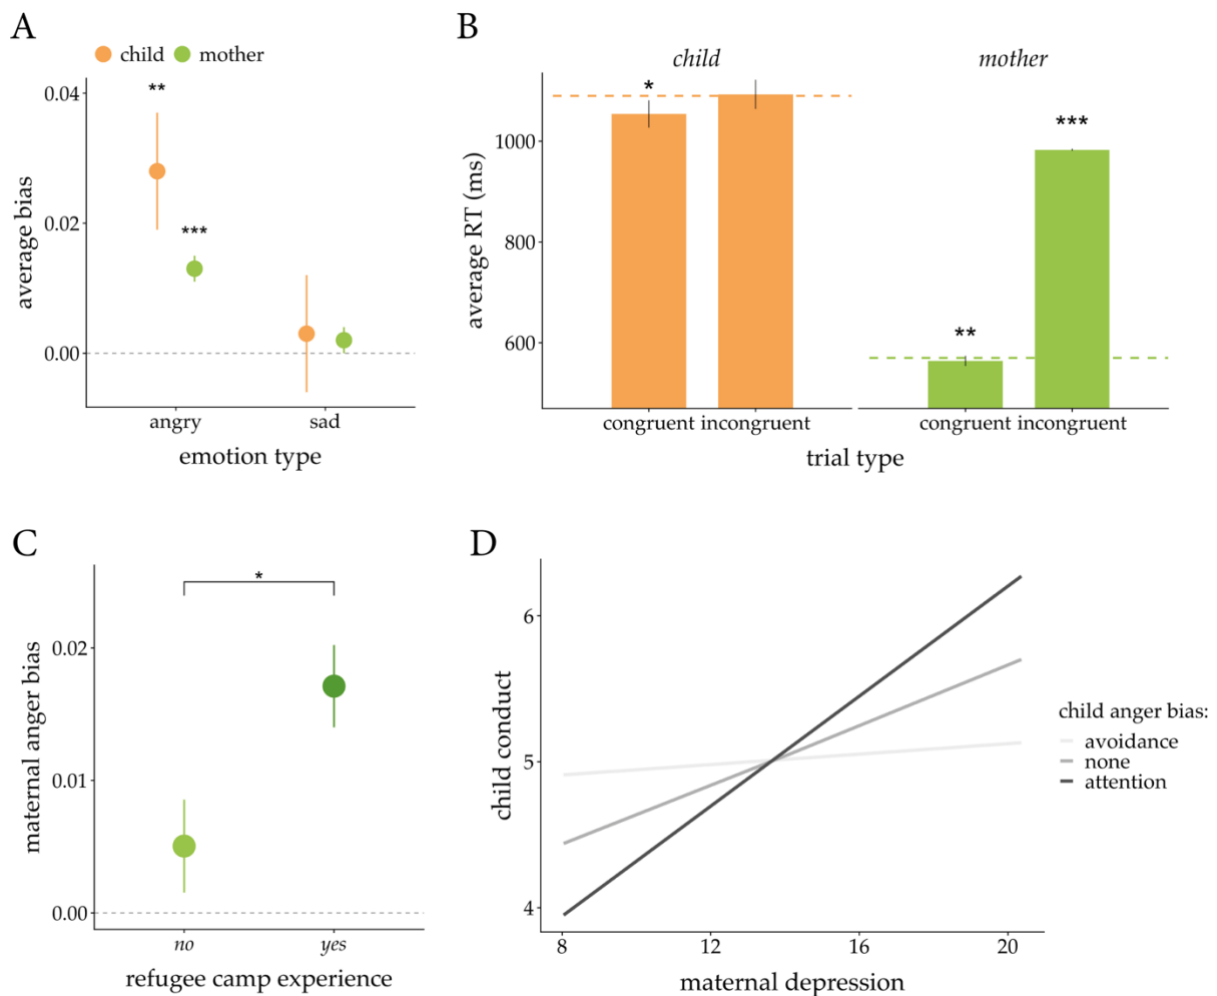 A
child mother
**
***
0.04
0.02
0.00
average bias
angry sad
emotion type
B
child mother
*
***
**
1000
800
600
average RT (ms)
congruent incongruent congruent incongruent
trial type
C
*
0.02
0.01
0.00
maternal anger bias
no yes
refugee camp experience
D
6
5
4
child conduct
8 12 16 20
maternal depression
child anger bias:
avoidance
none
attention